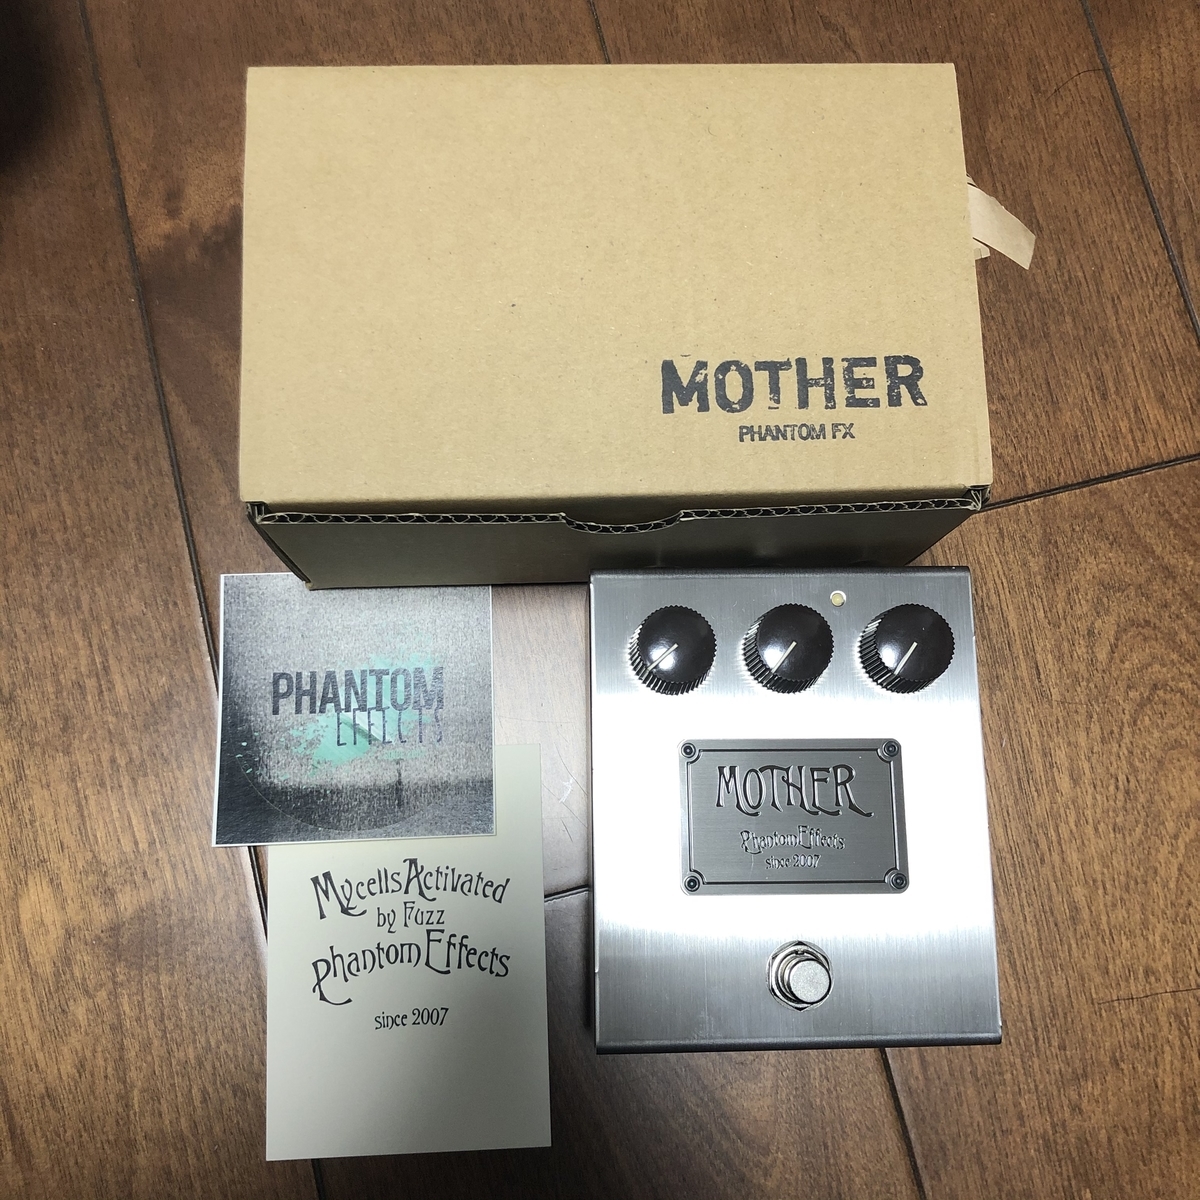 MOTHER
PHANTOM FX
PHANTOM
EFFECTS
MycellsActivated
by Fuzz
PhantomEffects
since 2007
MOTHER
PhantomEffects
since 2007